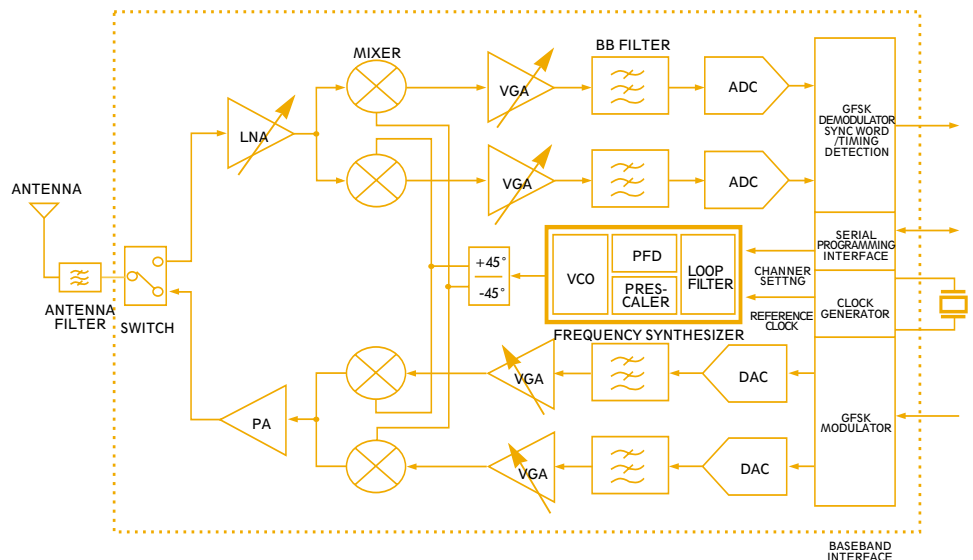 MIXER
BB FILTER
LNA
VGA
ADC
GFSK
DEMODULATOR
SYNC WORD
/TIMING
DETECTION
VGA
ADC
ANTENNA
ANTENNA
FILTER
SWITCH
+45°
-45°
VCO
PFD
PRES-
CALER
LOOP
FILTER
FREQUENCY SYNTHESIZER
CHANNER
SETTNG
REFERENCE
CLOCK
SERIAL
PROGRAMMING
INTERFACE
CLOCK
GENERATOR
PA
VGA
DAC
GFSK
MODULATOR
VGA
DAC
BASEBAND
INTERFACE